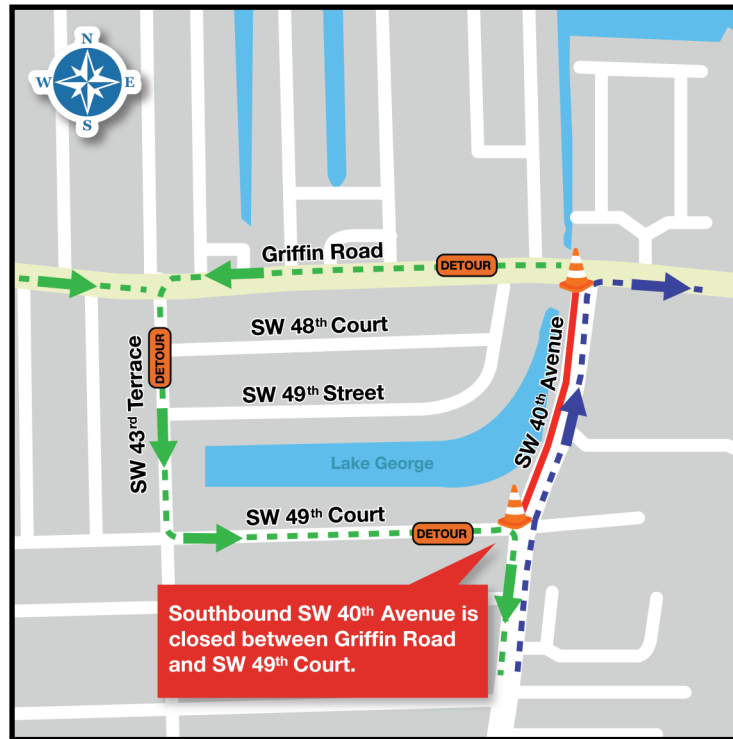 N
W E
S
Griffin Road
DETOUR
SW 48th Court
DETOUR
SW 43rd Terrace
SW 49th Street
SW 40th Avenue
Lake George
SW 49th Court
DETOUR
Southbound SW 40th Avenue is
closed between Griffin Road
and SW 49th Court.